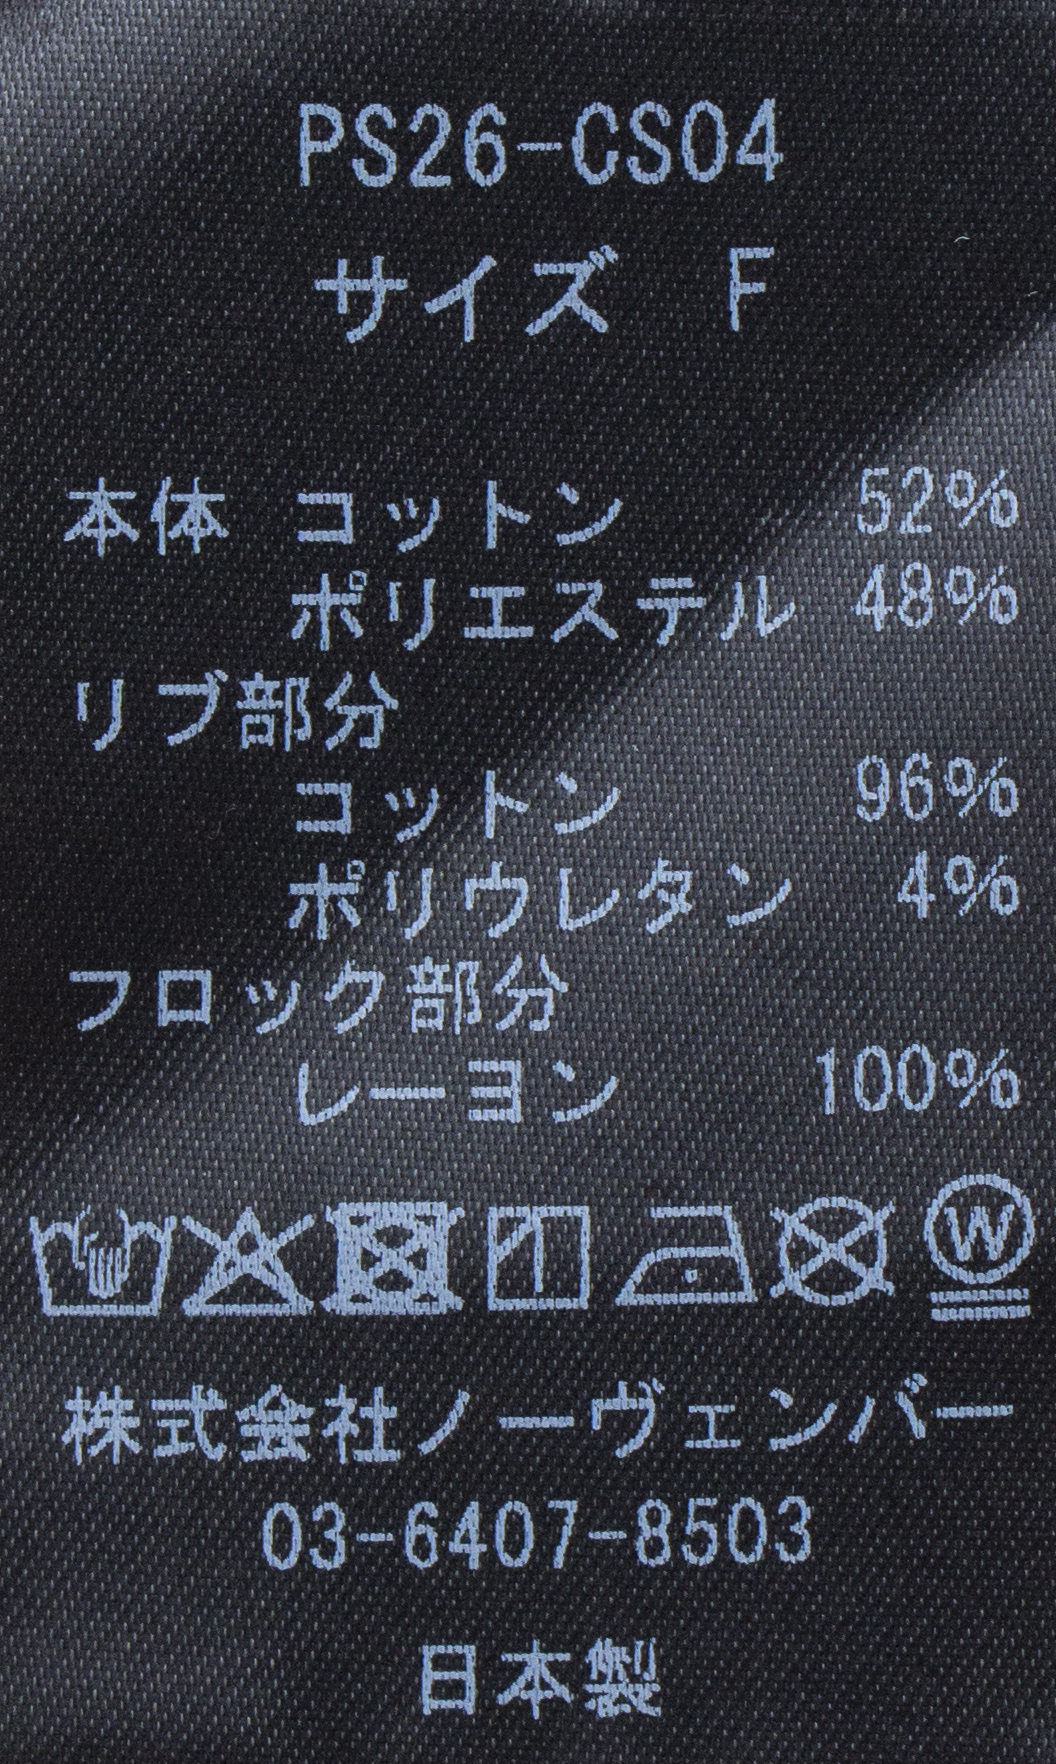 PS26-CS04
サイズ F
本体 コットン 52%
ポリエステル 48%
リブ部分
コットン 96%
ポリウレタン 4%
フロック部分
レーヨン 100%
W
株式会社ノーヴェンバー
03-6407-8503
日本製